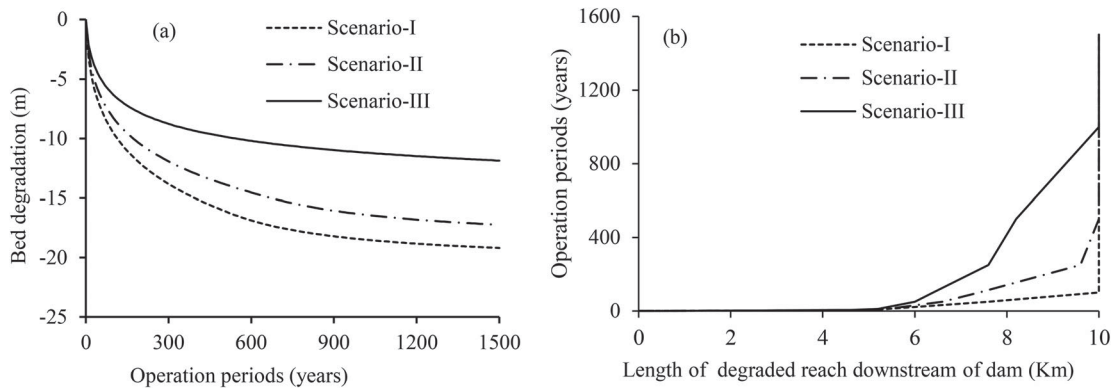 (a)
Scenario-I
Scenario-II
Scenario-III
Bed degradation (m)
0
-5
-10
-15
-20
-25
0 300 600 900 1200 1500
Operation periods (years)
(b)
Scenario-I
Scenario-II
Scenario-III
Operation periods (years)
1600
1200
800
400
0
0 2 4 6 8 10
Length of degraded reach downstream of dam (Km)